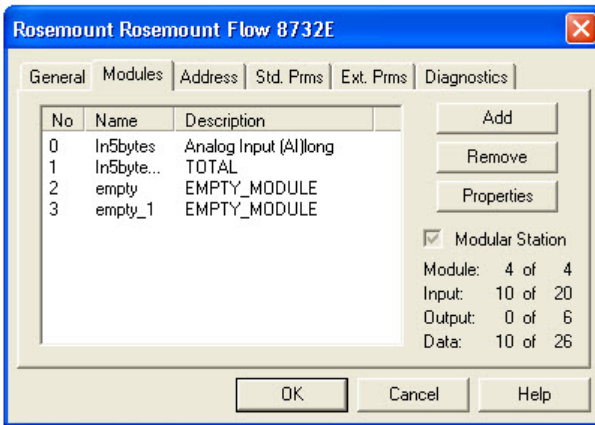 Rosemount Rosemount Flow 8732E
General Modules Address Std. Prms Ext. Prms Diagnostics
No Name Description
0 In5bytes Analog Input (AI)long
1 In5byte... TOTAL
2 empty EMPTY_MODULE
3 empty_1 EMPTY_MODULE
Add
Remove
Properties
Modular Station
Module: 4 of 4
Input: 10 of 20
Output: 0 of 6
Data: 10 of 26
OK Cancel Help